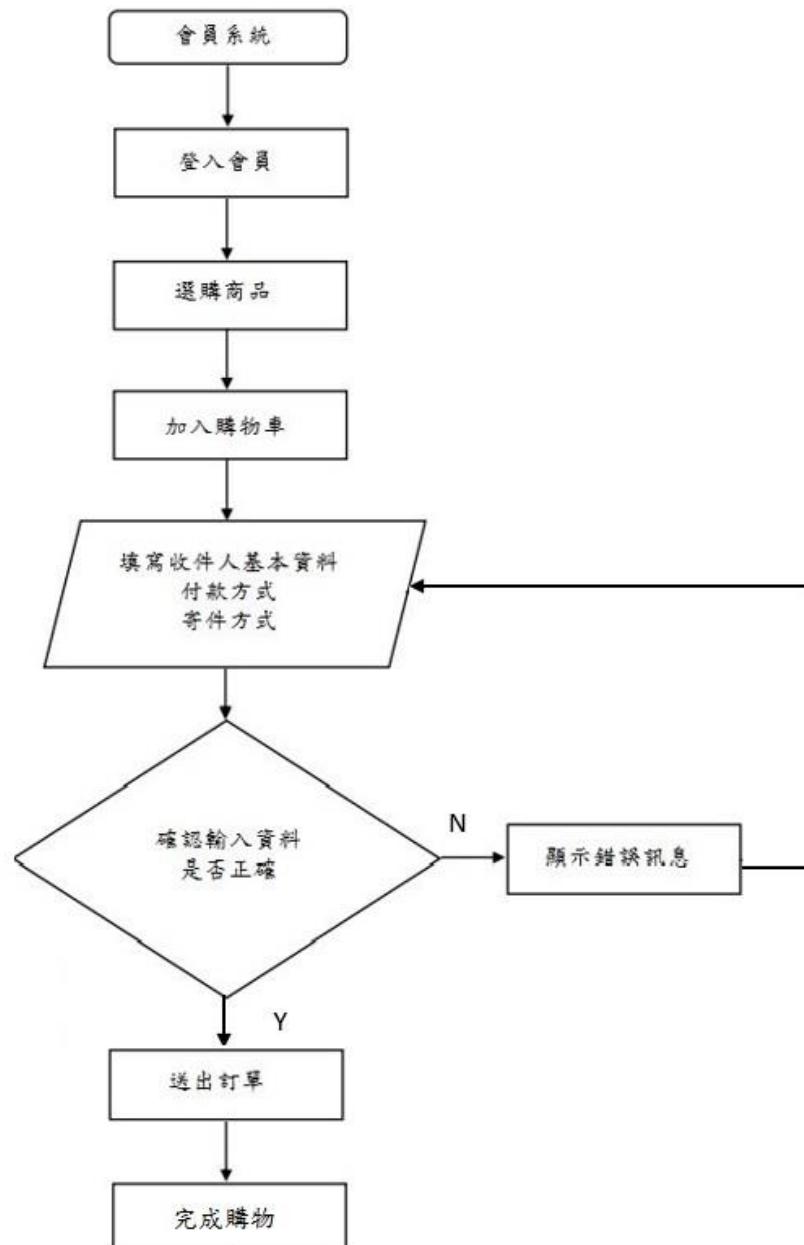 會員系統
登入會員
選購商品
加入購物車
填寫收件人基本資料
付款方式
寄件方式
確認輸入資料
是否正確
N
顯示錯誤訊息
Y
送出訂單
完成購物